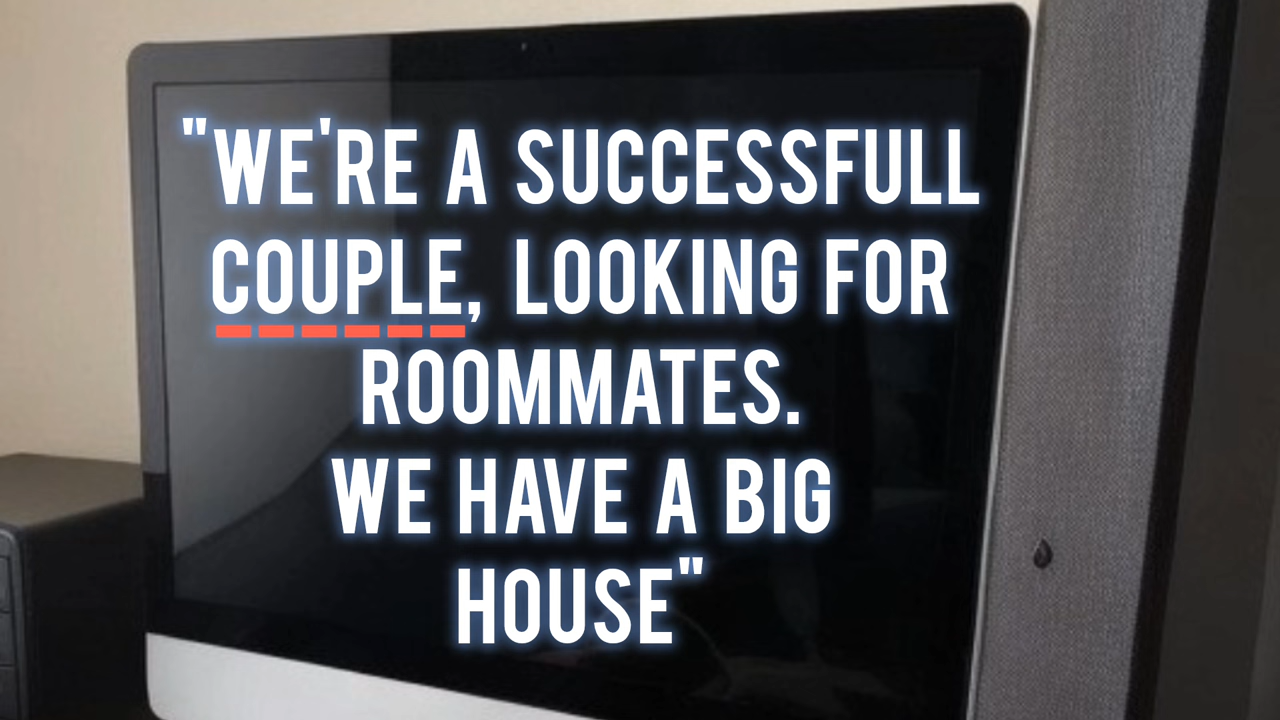 "WE'RE A SUCCESSFULL
COUPLE, LOOKING FOR
ROOMMATES.
WE HAVE A BIG
HOUSE"